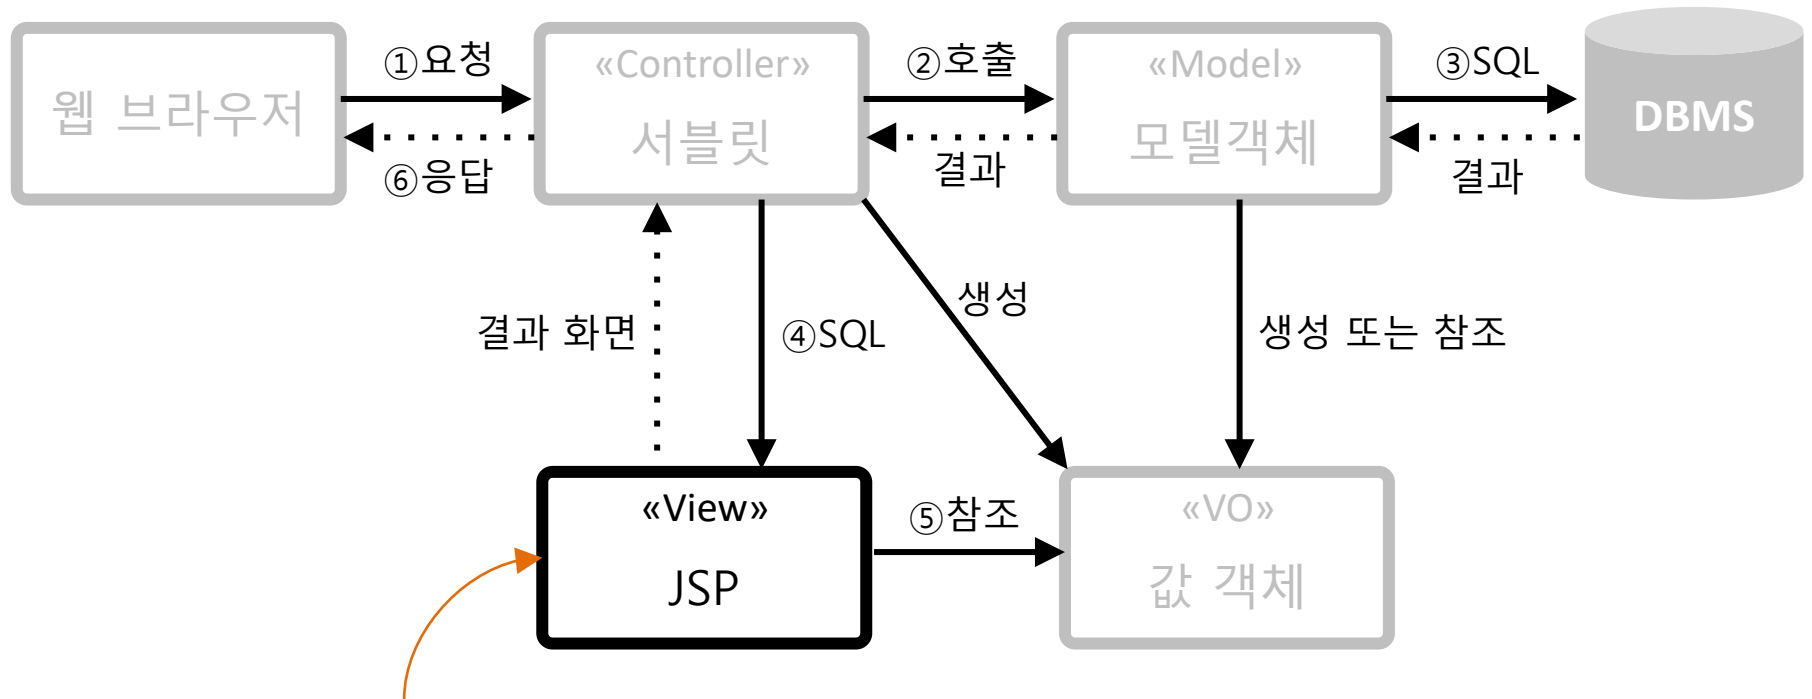 ①요청
«Controller»
②호출
«Model»
③SQL
웹 브라우저
서블릿
모델객체
DBMS
⑥응답
결과
결과
결과 화면
④SQL
생성
생성 또는 참조
«View»
⑤참조
«VO»
JSP
값 객체